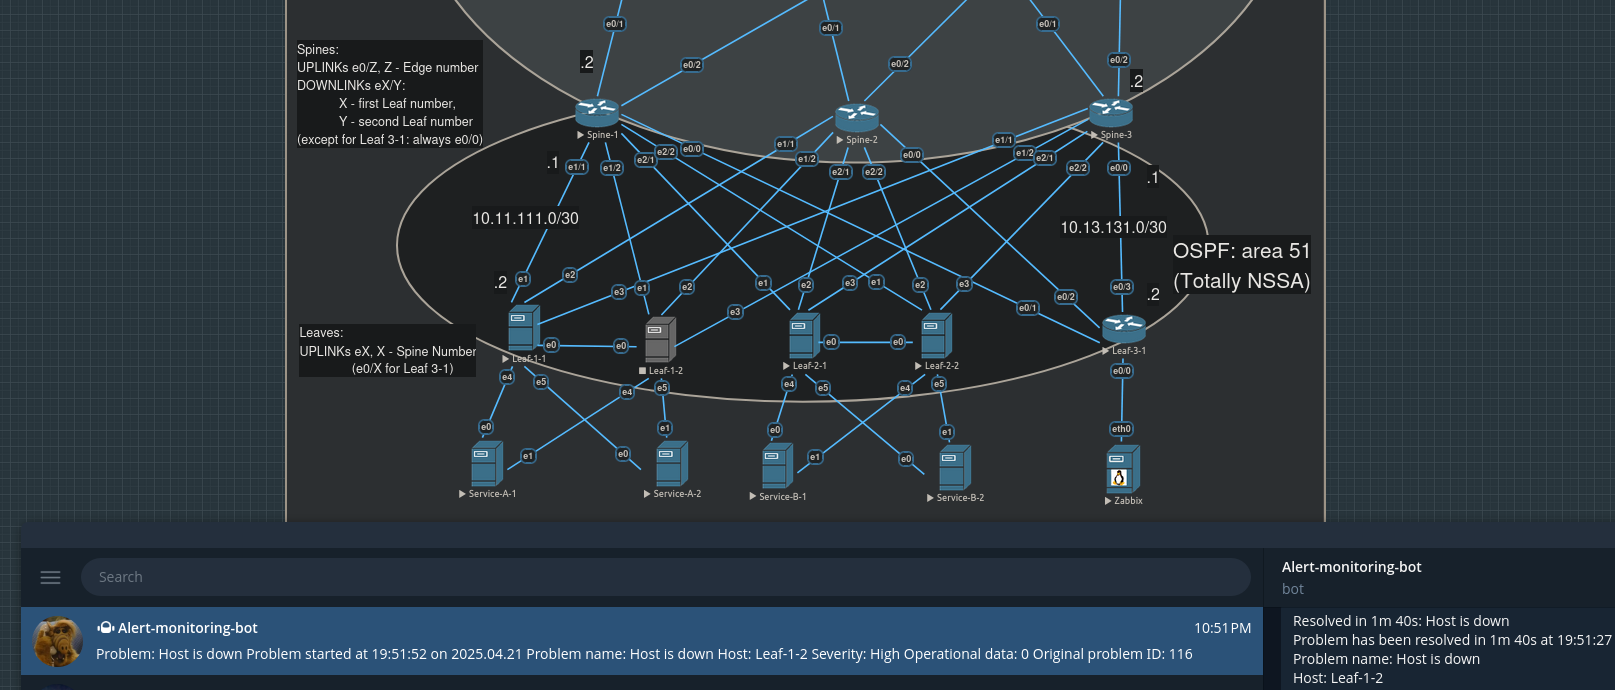 e0/1
e0/1
e0/1
e0/2
e0/2
e0/2
.2
.2
Spines:
UPLINKs e0/Z, Z - Edge number
DOWNLINKs eX/Y:
X - first Leaf number,
Y - second Leaf number
(except for Leaf 3-1: always e0/0)
Spine-1
Spine-2
Spine-3
e1/1
e1/2
e2/1
e2/2
e0/0
e1/1
e1/2
e2/1
e2/2
e0/0
e1/1
e1/2
e2/1
e2/2
e0/0
.1
.1
10.11.111.0/30
10.13.131.0/30
OSPF: area 51
(Totally NSSA)
.2
e1
e2
e3
e1
e2
e3
e1
e2
e3
e1
e2
e3
e0/1
e0/2
e0/3
.2
Leaves:
UPLINKs eX, X - Spine Number
(e0/X for Leaf 3-1)
e0
e0
e0
e0
Leaf-1-1
Leaf-1-2
Leaf-2-1
Leaf-2-2
Leaf-3-1
e4
e5
e4
e5
e4
e5
e4
e5
e0/0
e0
e1
e0
e1
e0
e1
e0
e1
eth0
Service-A-1
Service-A-2
Service-B-1
Service-B-2
Zabbix
Search
Alert-monitoring-bot
bot
Alert-monitoring-bot
10:51 PM
Problem: Host is down Problem started at 19:51:52 on 2025.04.21 Problem name: Host is down Host: Leaf-1-2 Severity: High Operational data: 0 Original problem ID: 116
Resolved in 1m 40s: Host is down
Problem has been resolved in 1m 40s at 19:51:27
Problem name: Host is down
Host: Leaf-1-2